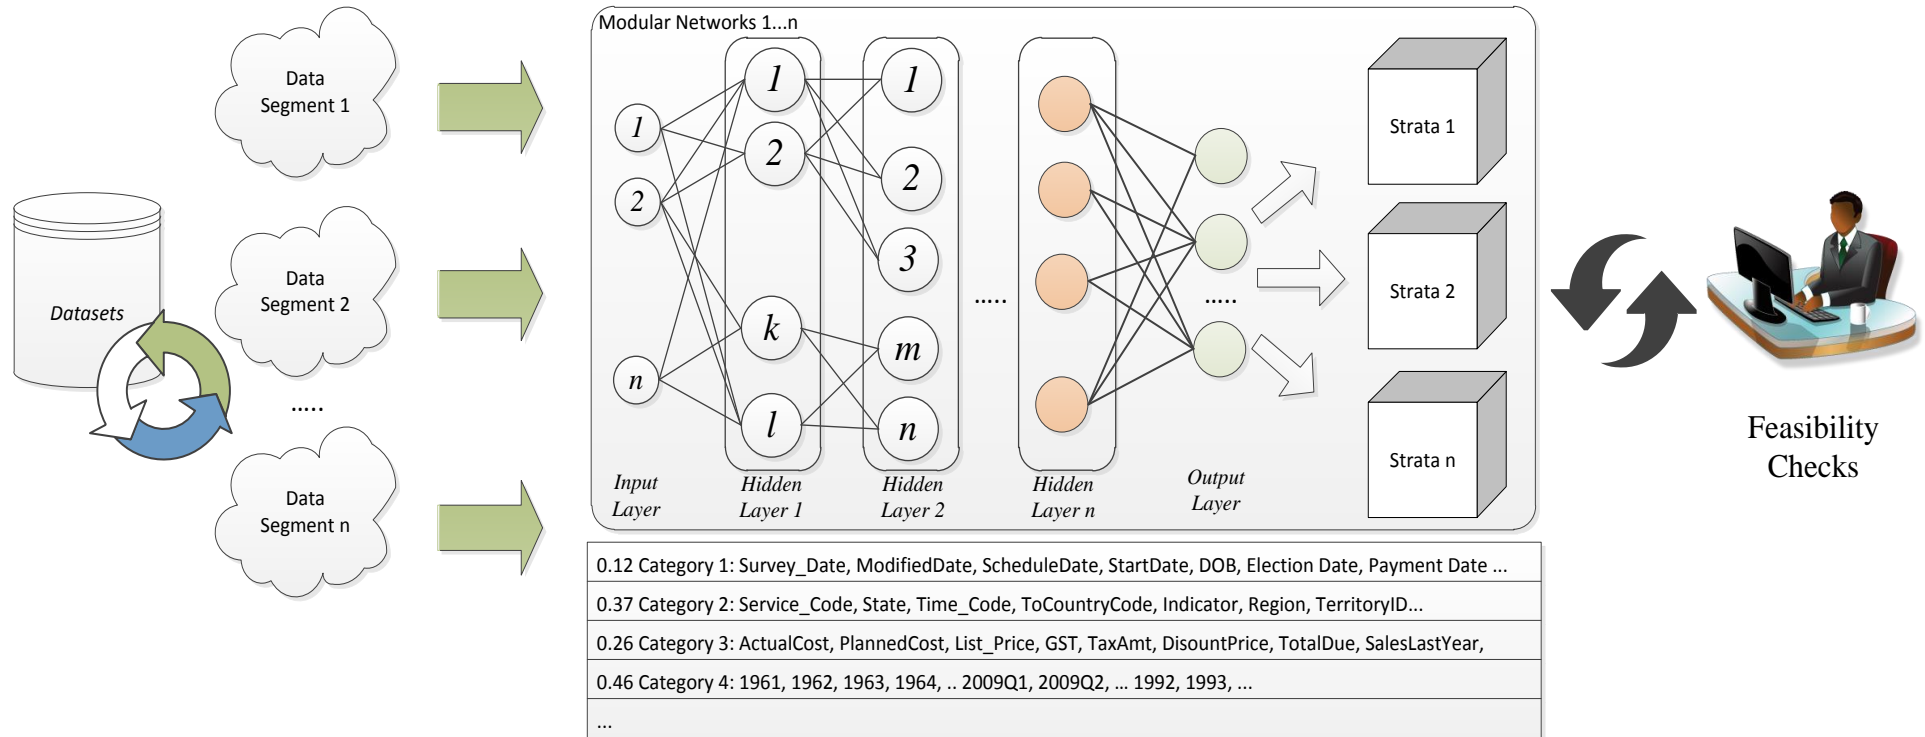 Modular Networks 1...n
Datasets
Data
Segment 1
Data
Segment 2
.....
Data
Segment n
1
2
n
Input
Layer
1
2
k
l
Hidden
Layer 1
1
2
3
m
n
Hidden
Layer 2
.....
Hidden
Layer n
.....
Output
Layer
Strata 1
Strata 2
Strata n
Feasibility
Checks
0.12 Category 1: Survey_Date, ModifiedDate, ScheduleDate, StartDate, DOB, Election Date, Payment Date ...
0.37 Category 2: Service_Code, State, Time_Code, ToCountryCode, Indicator, Region, TerritoryID...
0.26 Category 3: ActualCost, PlannedCost, List_Price, GST, TaxAmt, DisountPrice, TotalDue, SalesLastYear,
0.46 Category 4: 1961, 1962, 1963, 1964, .. 2009Q1, 2009Q2, ... 1992, 1993, ...
...